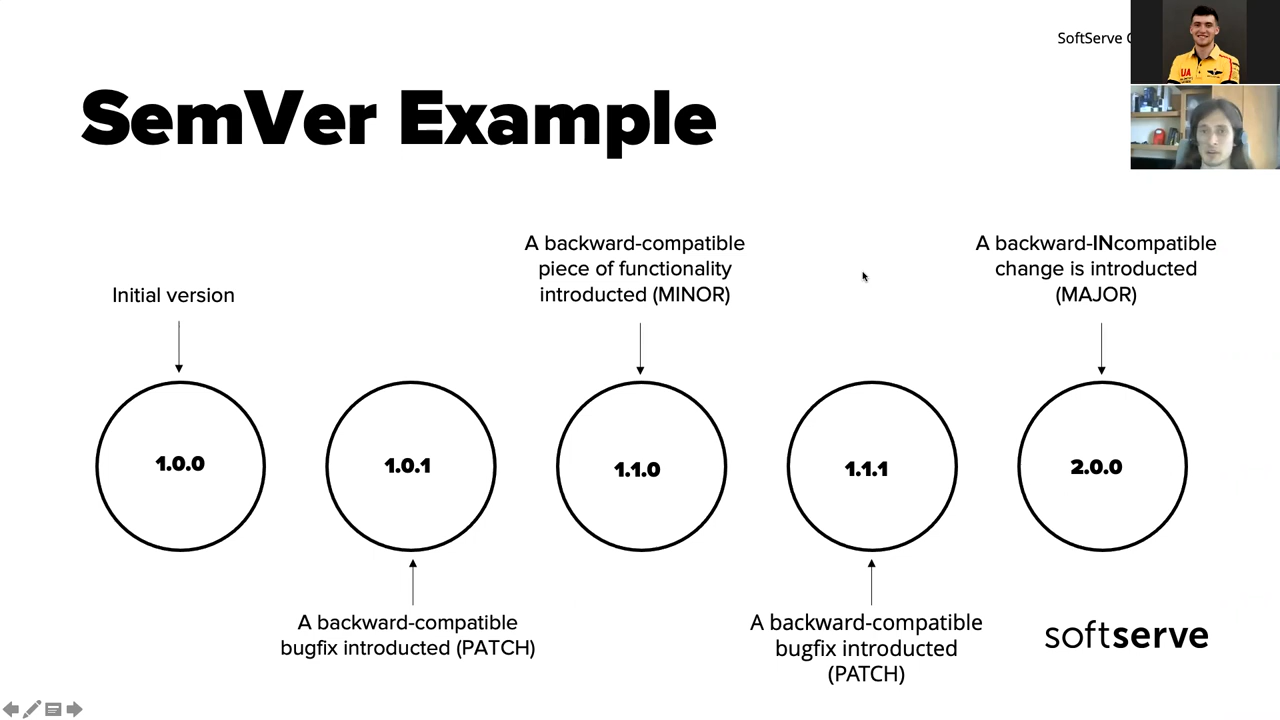 SoftServe
SemVer Example
UA
Initial version
A backward-compatible
piece of functionality
introducted (MINOR)
A backward-INcompatible
change is introducted
(MAJOR)
1.0.0
1.0.1
1.1.0
1.1.1
2.0.0
A backward-compatible
bugfix introducted (PATCH)
A backward-compatible
bugfix introducted
(PATCH)
softserve